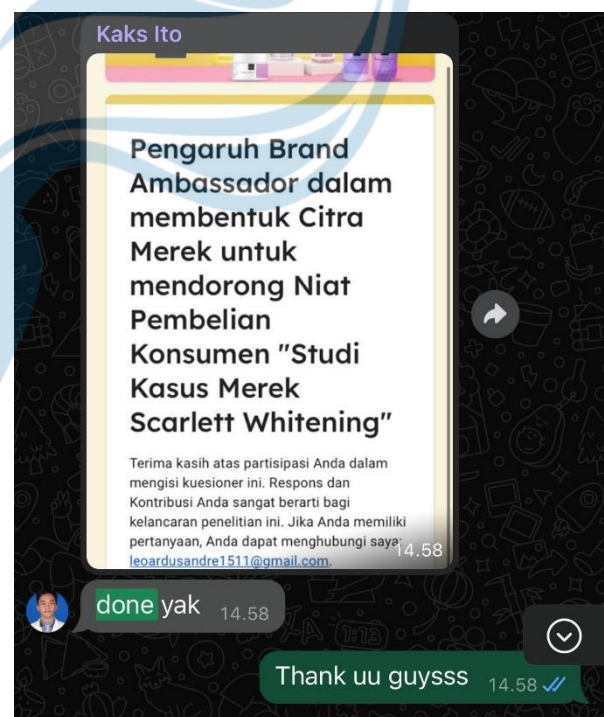 Kaks Ito
Pengaruh Brand
Ambassador dalam
membentuk Citra
Merek untuk
mendorong Niat
Pembelian
Konsumen "Studi
Kasus Merek
Scarlett Whitening"
Terima kasih atas partisipasi Anda dalam
mengisi kuesioner ini. Respons dan
Kontribusi Anda sangat berarti bagi
kelancaran penelitian ini. Jika Anda memiliki
pertanyaan, Anda dapat menghubungi saya:
leoardusandre1511@gmail.com.
14.58
done yak 14.58
Thank uu guysss 14.58